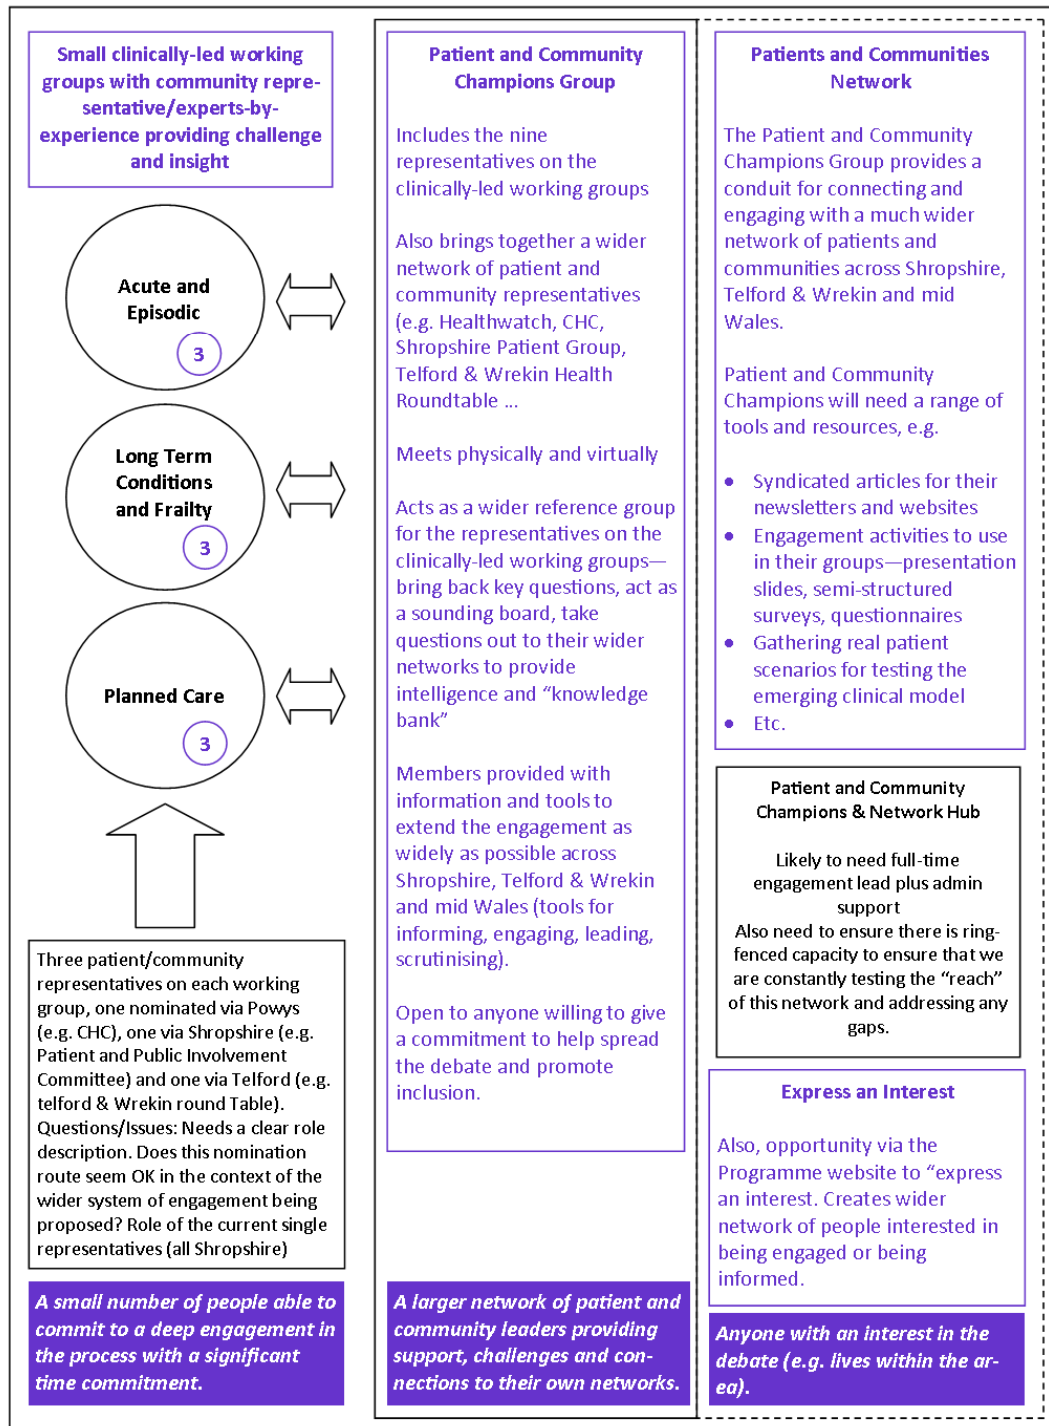 Small clinically-led working
groups with community repre-
sentative/experts-by-
experience providing challenge
and insight
Acute and
Episodic
3
Long Term
Conditions
and Frailty
3
Planned Care
3
Three patient/community
representatives on each working
group, one nominated via Powys
(e.g. CHC), one via Shropshire (e.g.
Patient and Public Involvement
Committee) and one via Telford (e.g.
telford & Wrekin round Table).
Questions/Issues: Needs a clear role
description. Does this nomination
route seem OK in the context of the
wider system of engagement being
proposed? Role of the current single
representatives (all Shropshire)
A small number of people able to
commit to a deep engagement in
the process with a significant
time commitment.
Patient and Community
Champions Group
Includes the nine
representatives on the
clinically-led working groups
Also brings together a wider
network of patient and
community representatives
(e.g. Healthwatch, CHC,
Shropshire Patient Group,
Telford & Wrekin Health
Roundtable ...
Meets physically and virtually
Acts as a wider reference group
for the representatives on the
clinically-led working groups—
bring back key questions, act as
a sounding board, take
questions out to their wider
networks to provide
intelligence and “knowledge
bank”
Members provided with
information and tools to
extend the engagement as
widely as possible across
Shropshire, Telford & Wrekin
and mid Wales (tools for
informing, engaging, leading,
scrutinising).
Open to anyone willing to give
a commitment to help spread
the debate and promote
inclusion.
A larger network of patient and
community leaders providing
support, challenges and con-
nections to their own networks.
Patients and Communities
Network
The Patient and Community
Champions Group provides a
conduit for connecting and
engaging with a much wider
network of patients and
communities across Shropshire,
Telford & Wrekin and mid
Wales.
Patient and Community
Champions will need a range of
tools and resources, e.g.
• Syndicated articles for their
newsletters and websites
• Engagement activities to use
in their groups—presentation
slides, semi-structured
surveys, questionnaires
• Gathering real patient
scenarios for testing the
emerging clinical model
• Etc.
Patient and Community
Champions & Network Hub
Likely to need full-time
engagement lead plus admin
support
Also need to ensure there is ring-
fenced capacity to ensure that we
are constantly testing the “reach”
of this network and addressing any
gaps.
Express an Interest
Also, opportunity via the
Programme website to “express
an interest. Creates wider
network of people interested in
being engaged or being
informed.
Anyone with an interest in the
debate (e.g. lives within the ar-
ea).